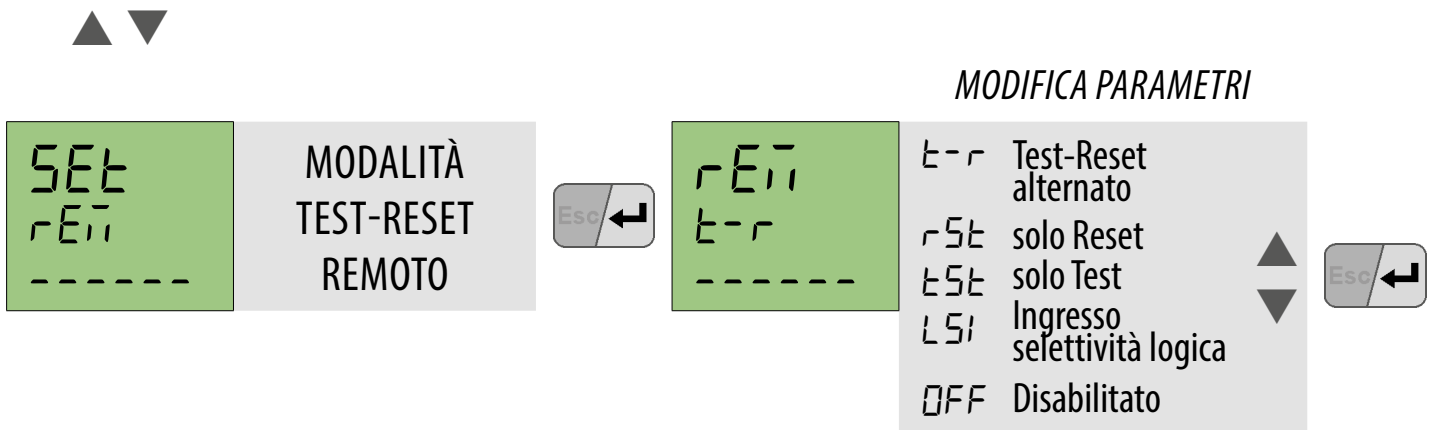 MODIFICA PARAMETRI
SEt
rEM
------
MODALITÀ
TEST-RESET
REMOTO
Esc/
rEM
t-r
------
t-r Test-Reset
alternato
rSt solo Reset
tSt solo Test
LSI Ingresso
selettività logica
OFF Disabilitato
Esc/